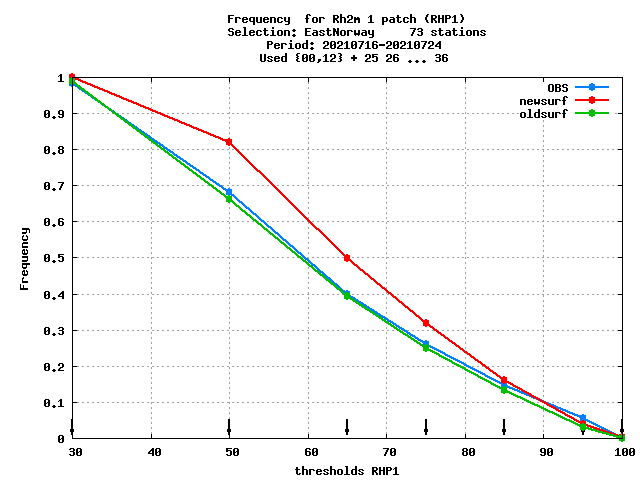 Frequency  for Rh2m 1 patch (RHP1)
Selection: EastNorway     73 stations
Period: 20210716-20210724
Used {00,12} + 25 26 ... 36
OBS
newsurf
oldsurf
1
0.9
0.8
0.7
0.6
0.5
0.4
0.3
0.2
0.1
0
Frequency
30 40 50 60 70 80 90 100
thresholds RHP1